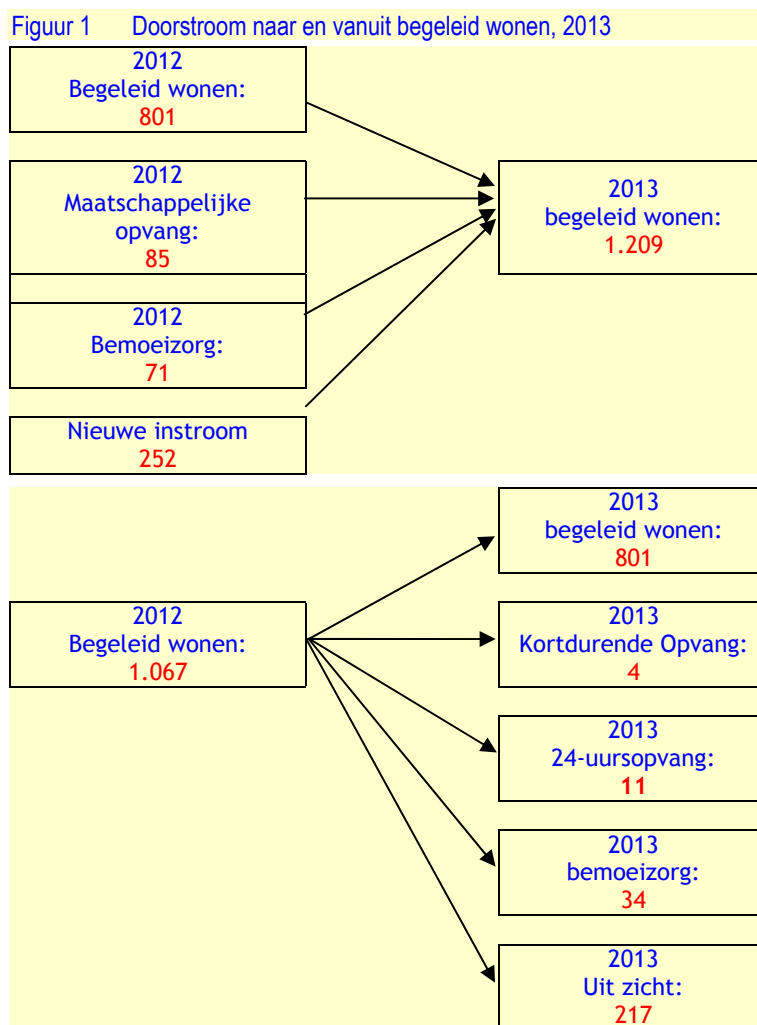 Figuur 1 Doorstroom naar en vanuit begeleid wonen, 2013
2012
Begeleid wonen:
801
2012
Maatschappelijke
opvang:
85
2012
Bemoeizorg:
71
Nieuwe instroom
252
2013
begeleid wonen:
1.209
2012
Begeleid wonen:
1.067
2013
begeleid wonen:
801
2013
Kortdurende Opvang:
4
2013
24-uursopvang:
11
2013
bemoeizorg:
34
2013
Uit zicht:
217